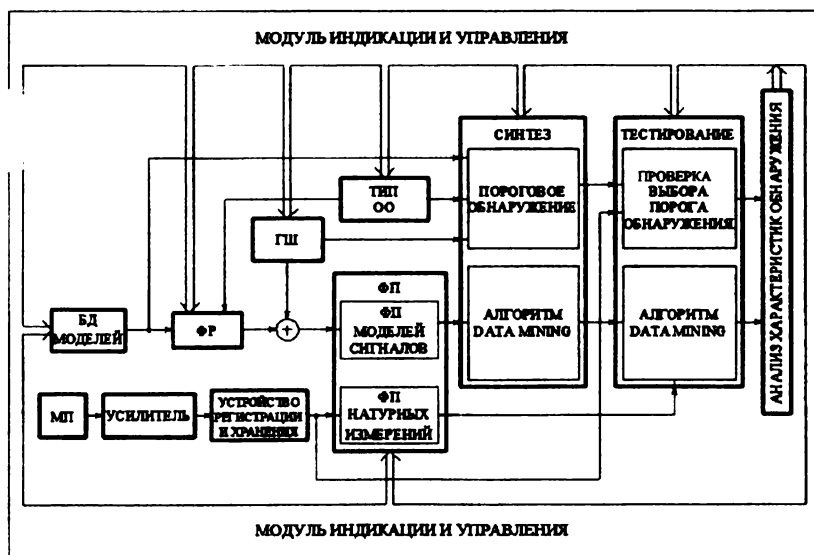 МОДУЛЬ ИНДИКАЦИИ И УПРАВЛЕНИЯ
СИНТЕЗ
ТЕСТИРОВАНИЕ
ТИП
ОО
ПОРОГОВОЕ
ОБНАРУЖЕНИЕ
ПРОВЕРКА
ВЫБОРА
ПОРОГА
ОБНАРУЖЕНИЯ
АНАЛИЗ ХАРАКТЕРИСТИК ОБНАРУЖЕНИЯ
ГШ
ФП
БД
МОДЕЛЕЙ
ФР
+
ФП
МОДЕЛЕЙ
СИГНАЛОВ
АЛГОРИТМ
DATA MINING
АЛГОРИТМ
DATA MINING
МП
УСИЛИТЕЛЬ
УСТРОЙСТВО
РЕГИСТРАЦИИ
И ХРАНЕНИЯ
ФП
НАТУРНЫХ
ИЗМЕРЕНИЙ
МОДУЛЬ ИНДИКАЦИИ И УПРАВЛЕНИЯ